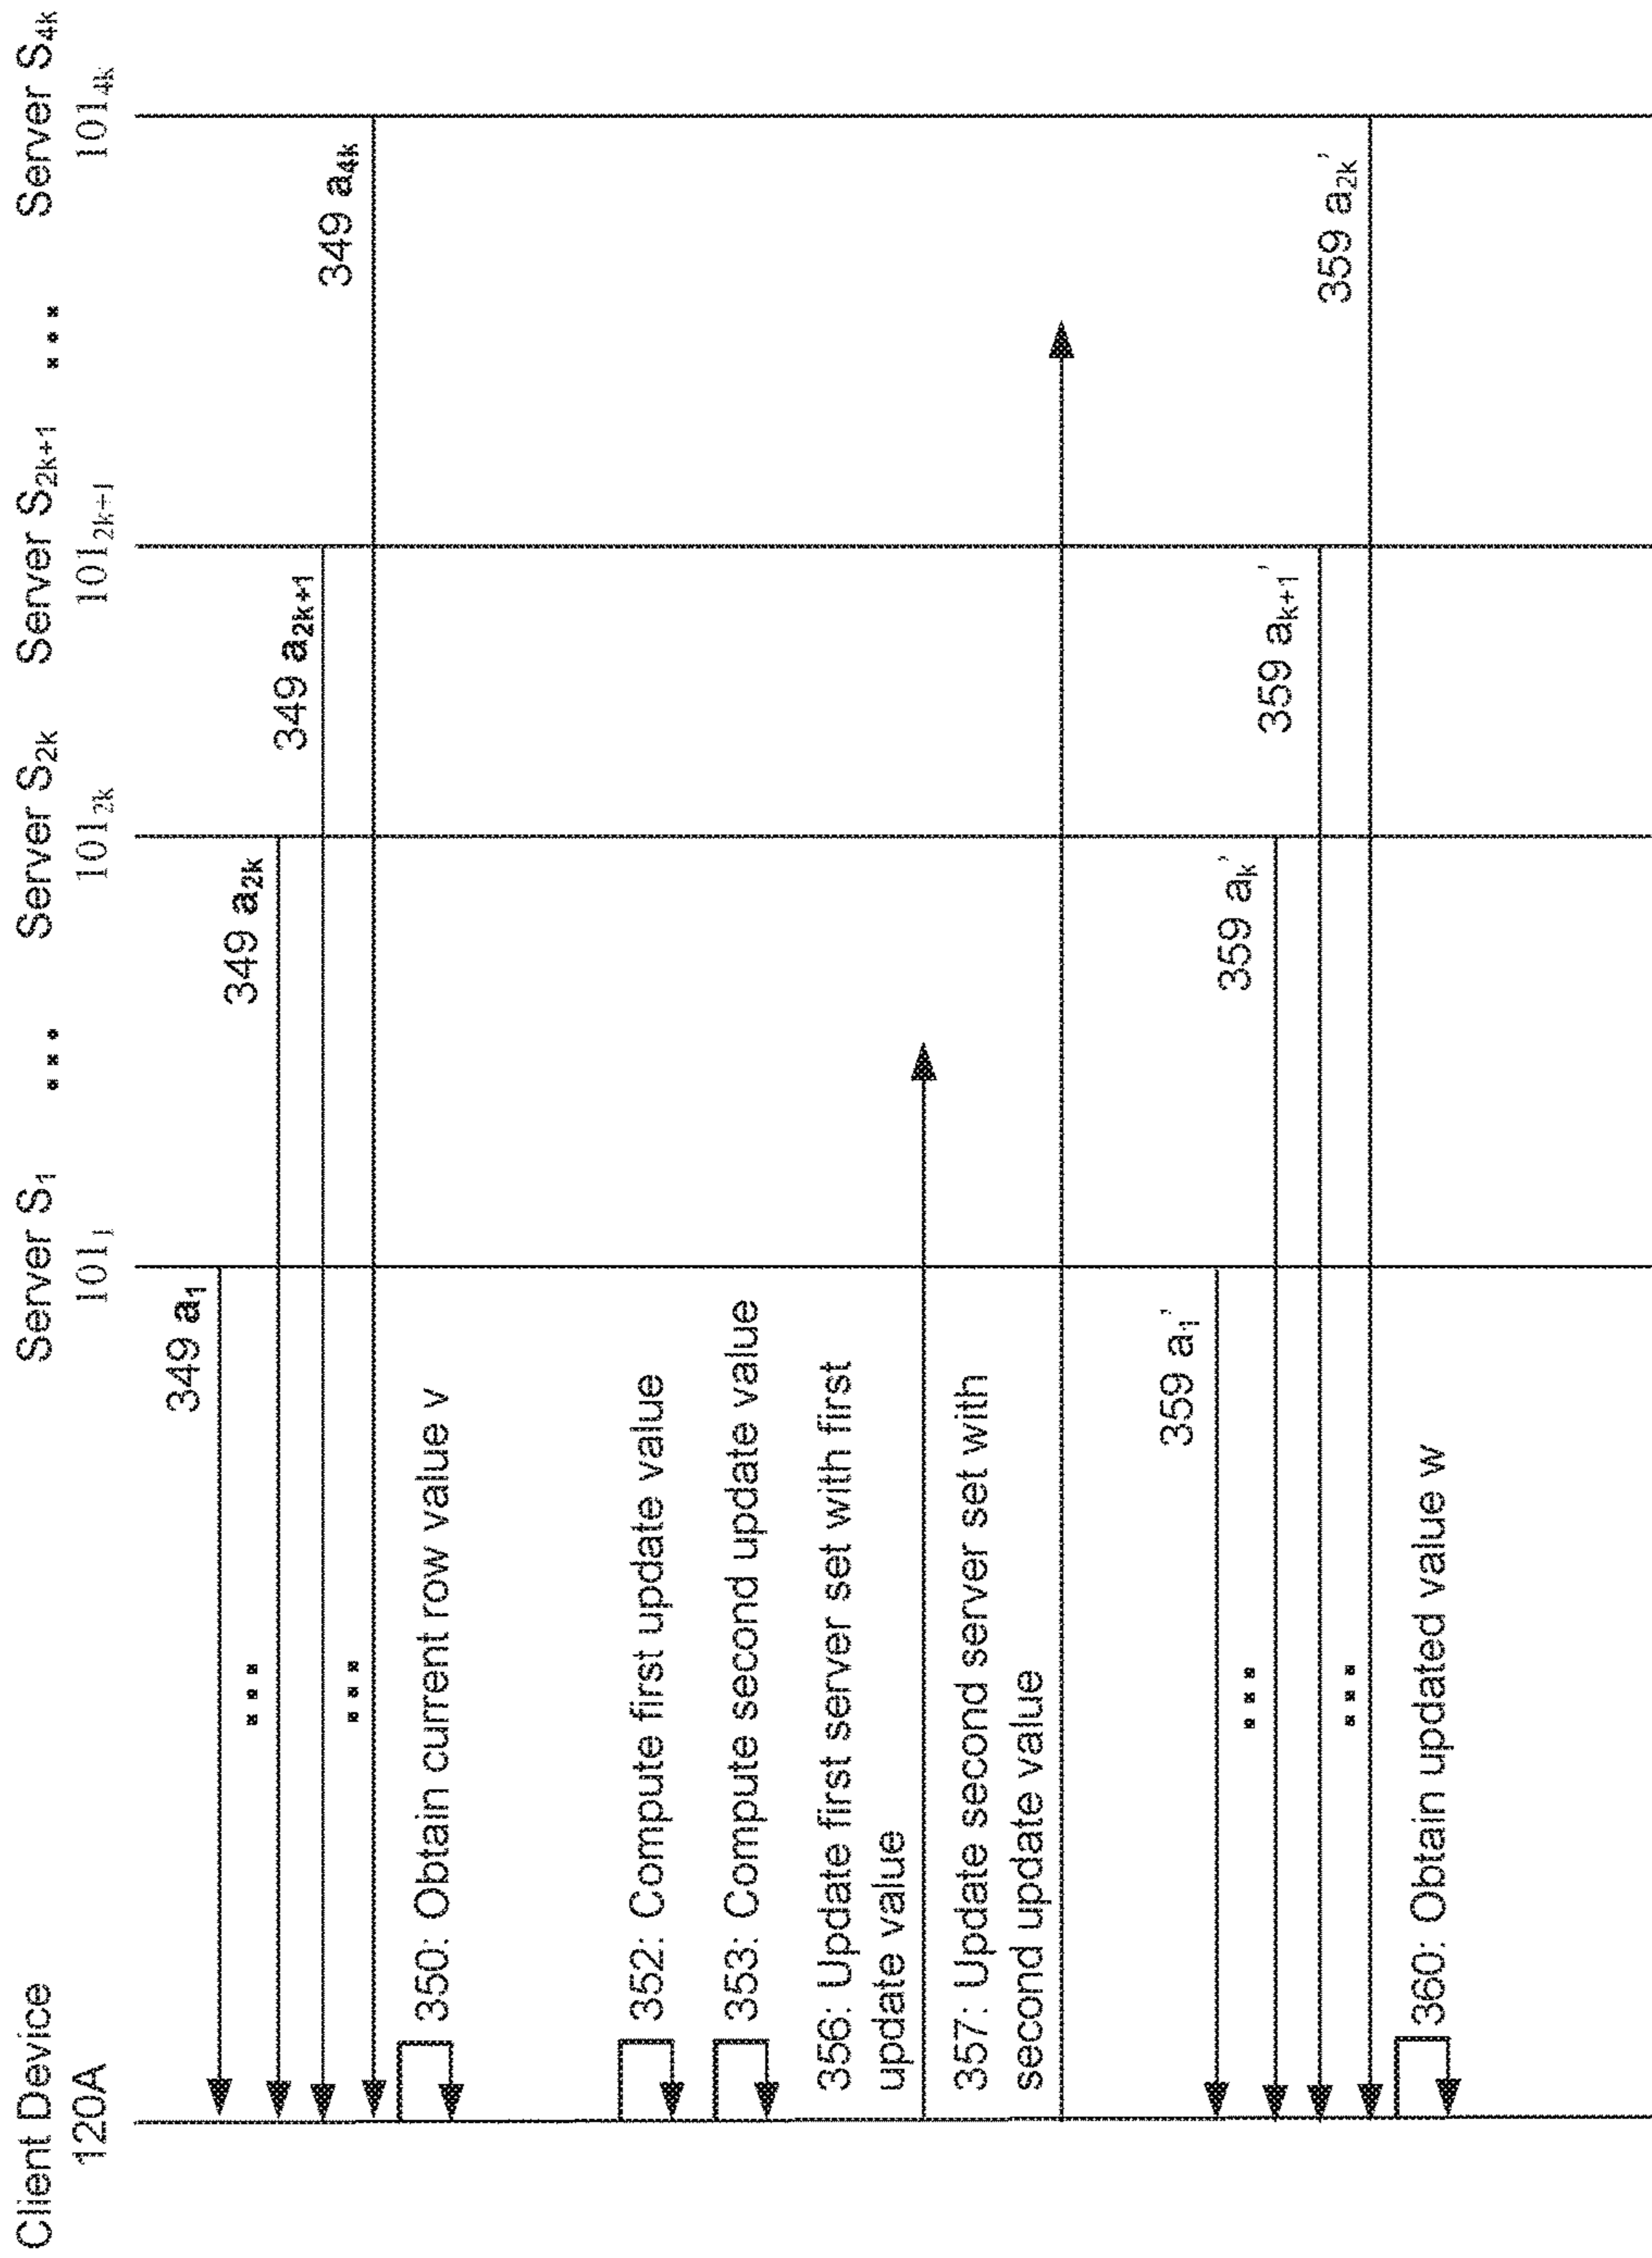 Client Device Server S₁ ... Server S₂ₖ Server S₂ₖ₊₁ ... Server S₄ₖ
120A 101₁ 101₂ₖ 101₂ₖ₊₁ 101₄ₖ
349 a₁
349 a₂ₖ
...
349 a₂ₖ₊₁
349 a₄ₖ
...
350: Obtain current row value v
352: Compute first update value
353: Compute second update value
356: Update first server set with first
update value
357: Update second server set with
second update value
359 a₁'
359 aₖ'
...
359 aₖ₊₁'
359 a₂ₖ'
...
360: Obtain updated value w